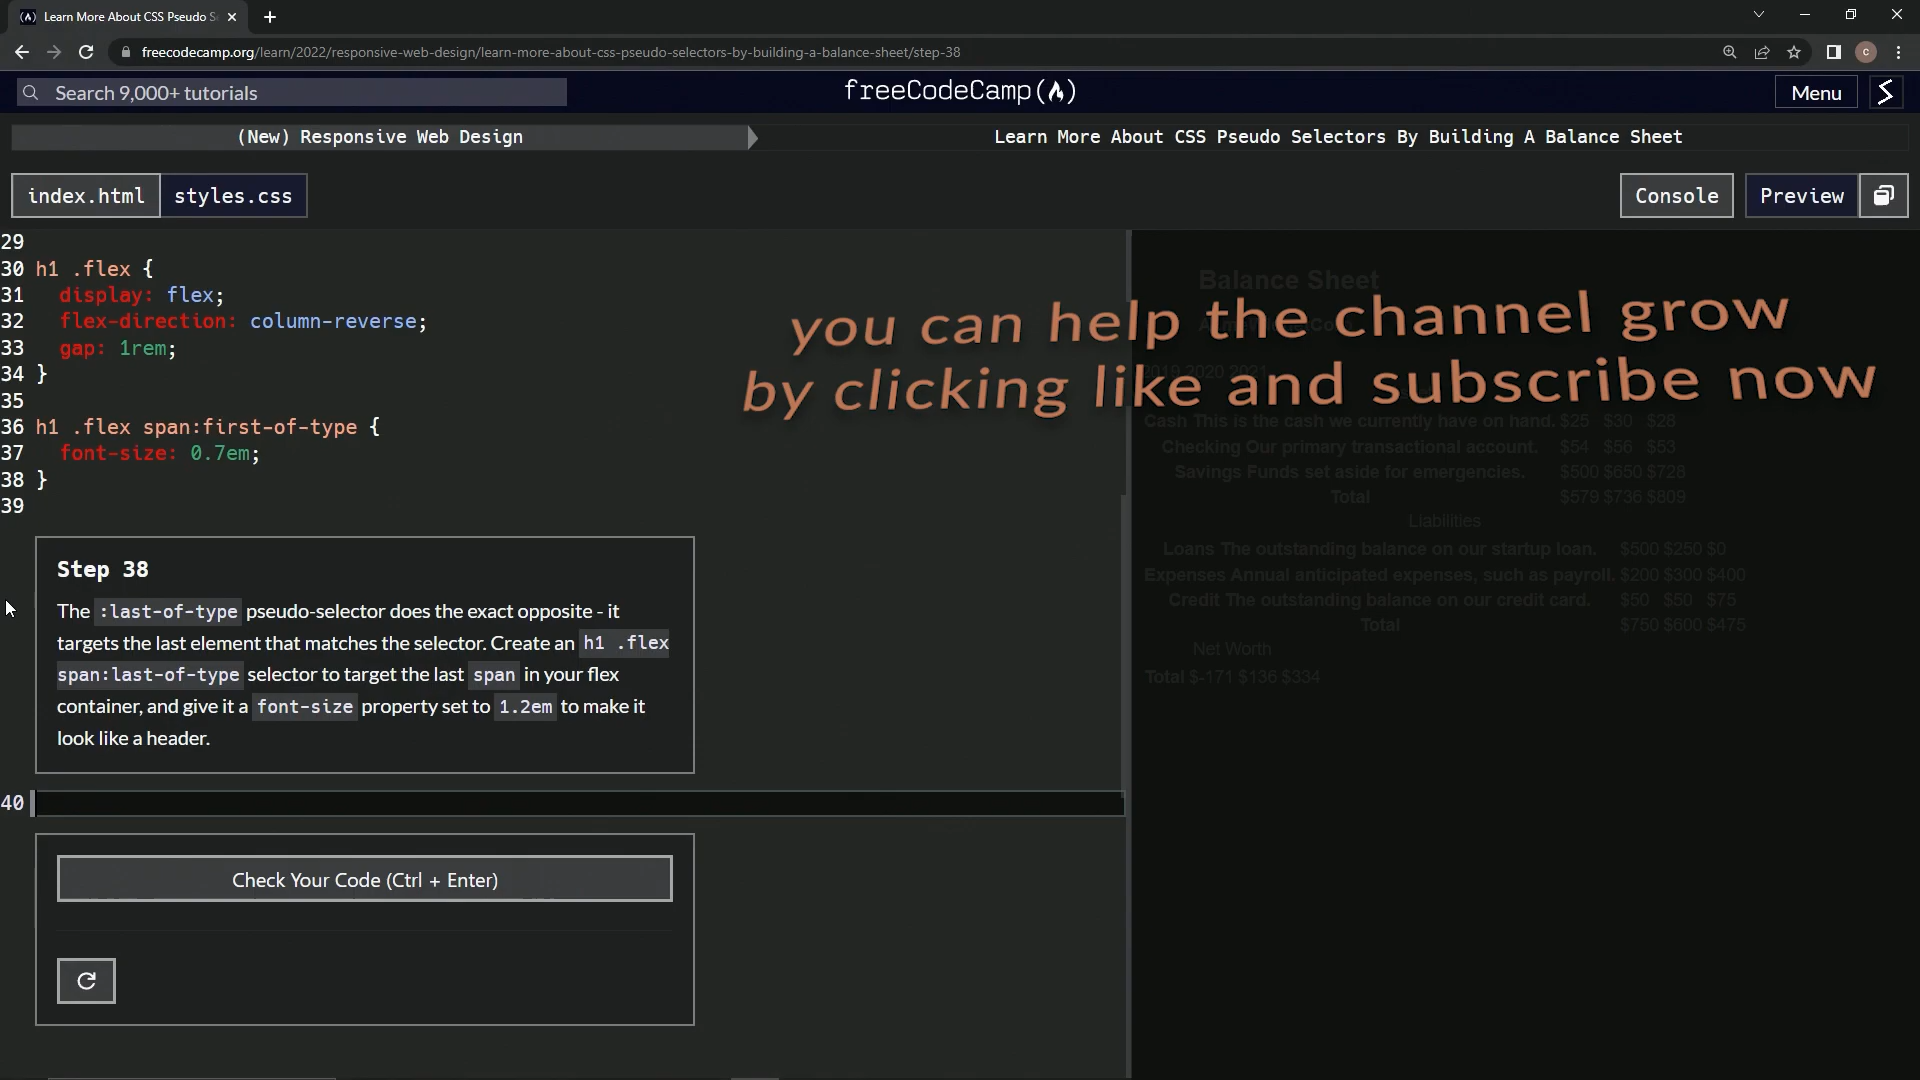 Learn More About CSS Pseudo S
freecodecamp.org/learn/2022/responsive-web-design/learn-more-about-css-pseudo-selectors-by-building-a-balance-sheet/step-38
c
Search 9,000+ tutorials
freeCodeCamp
Menu
(New) Responsive Web Design
Learn More About CSS Pseudo Selectors By Building A Balance Sheet
index.html
styles.css
Console
Preview
29
30 h1 .flex {
31 display: flex;
32 flex-direction: column-reverse;
33 gap: 1rem;
34 }
35
36 h1 .flex span:first-of-type {
37 font-size: 0.7em;
38 }
39
Step 38
The :last-of-type pseudo-selector does the exact opposite - it
targets the last element that matches the selector. Create an h1 .flex
span:last-of-type selector to target the last span in your flex
container, and give it a font-size property set to 1.2em to make it
look like a header.
40
Check Your Code (Ctrl + Enter)
you can help the channel grow
by clicking like and subscribe now
Balance Sheet
2019 2020 2021
Cash This is the cash we currently have on hand. $25 $30 $28
Checking Our primary transactional account. $54 $56 $53
Savings Funds set aside for emergencies. $500 $650 $728
Total $579 $736 $809
Liabilities
Loans The outstanding balance on our startup loan. $500 $250 $0
Expenses Annual anticipated expenses, such as payroll. $200 $300 $400
Credit The outstanding balance on our credit card. $50 $50 $75
Total $750 $600 $475
Net Worth
Total $-171 $136 $334